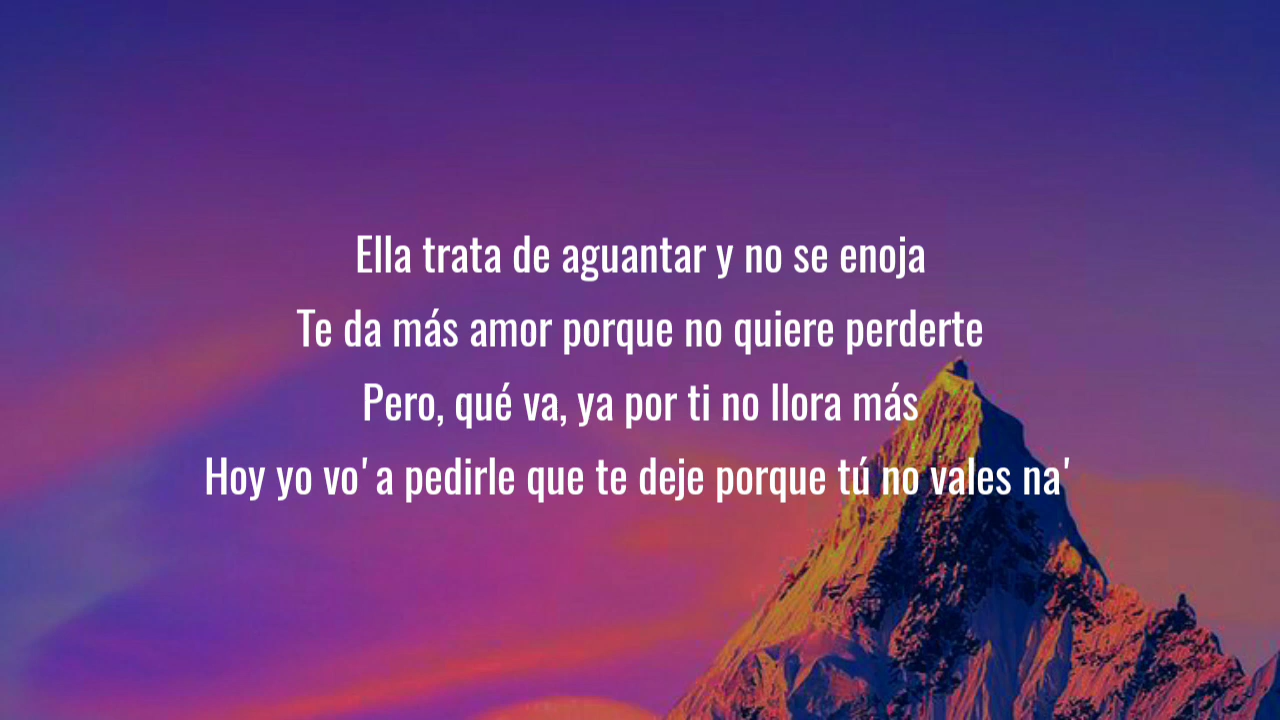 Ella trata de aguantar y no se enoja
Te da más amor porque no quiere perderte
Pero, qué va, ya por ti no llora más
Hoy yo vo'a pedirle que te deje porque tú no vales na'